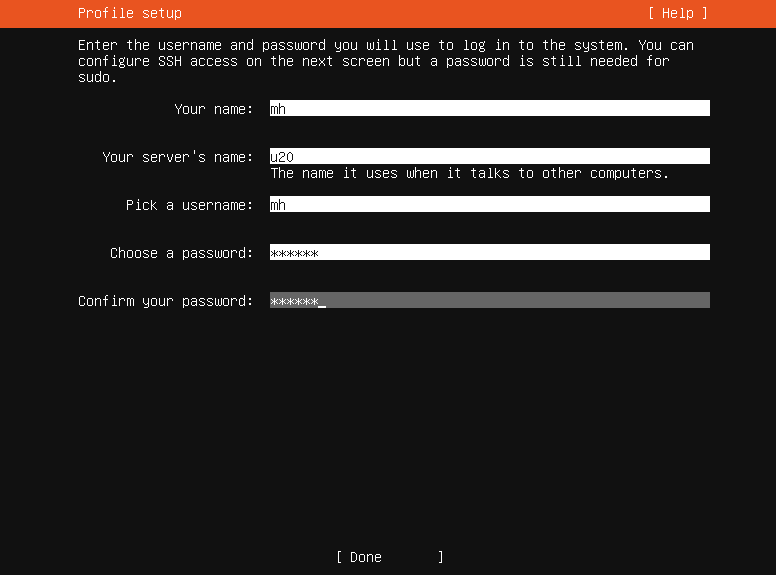 Profile setup [ Help ]
Enter the username and password you will use to log in to the system. You can
configure SSH access on the next screen but a password is still needed for
sudo.
Your name: mh
Your server's name: u20
The name it uses when it talks to other computers.
Pick a username: mh
Choose a password: ******
Confirm your password: ******_
[ Done ]